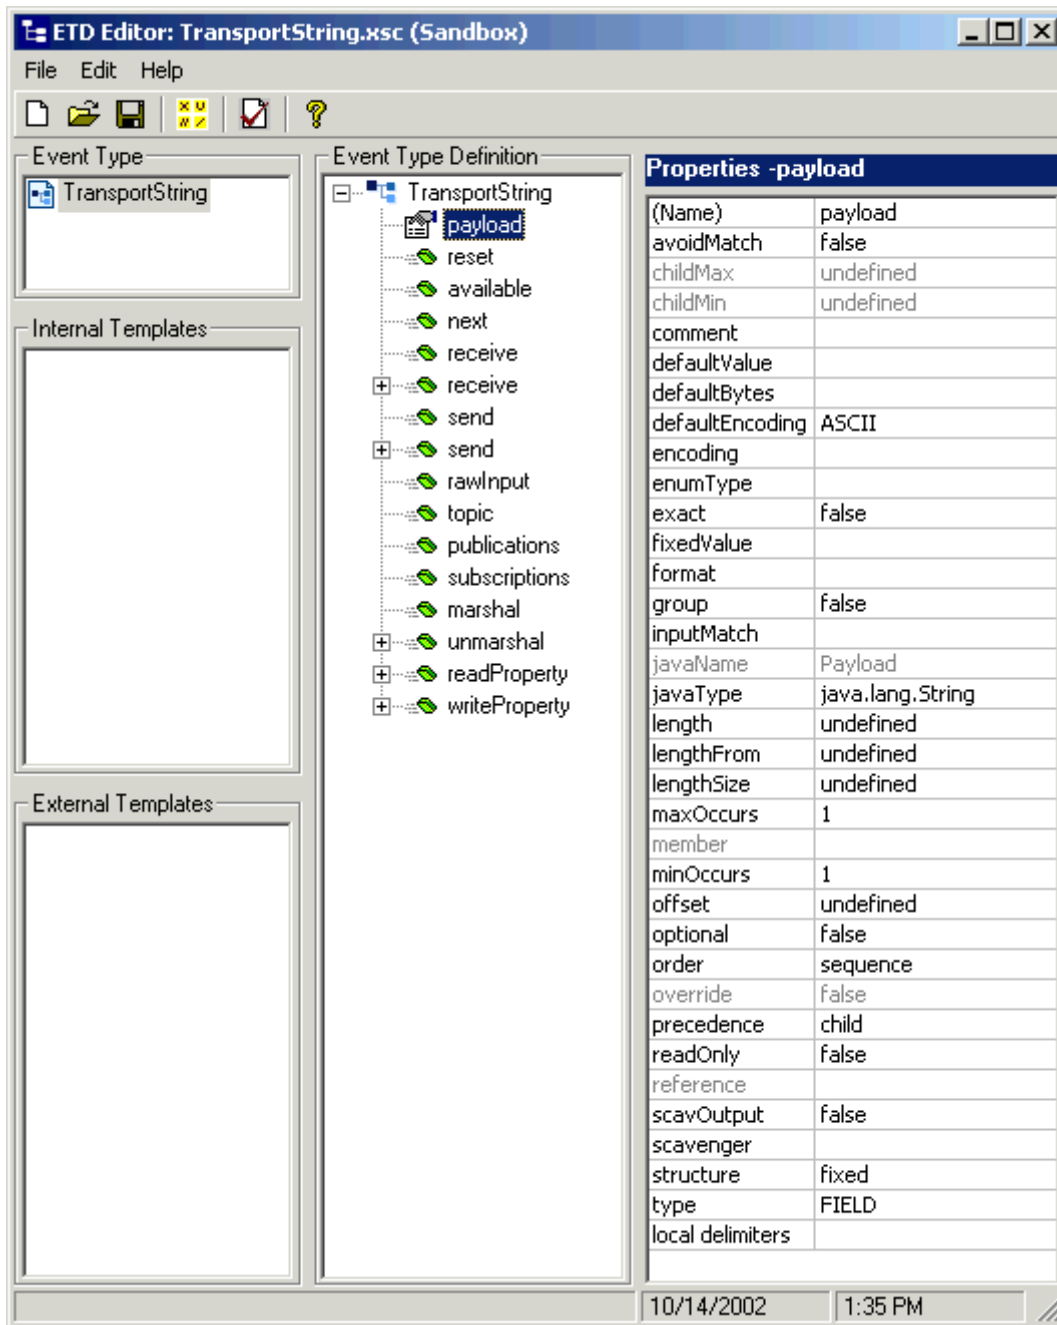 ETD Editor: TransportString.xsc (Sandbox)
File Edit Help
Event Type
TransportString
Internal Templates
External Templates
Event Type Definition
TransportString
payload
reset
available
next
receive
receive
send
send
rawInput
topic
publications
subscriptions
marshal
unmarshal
readProperty
writeProperty
Properties -payload
(Name) payload
avoidMatch false
childMax undefined
childMin undefined
comment
defaultValue
defaultBytes
defaultEncoding ASCII
encoding
enumType
exact false
fixedValue
format
group false
inputMatch
javaName Payload
javaType java.lang.String
length undefined
lengthFrom undefined
lengthSize undefined
maxOccurs 1
member
minOccurs 1
offset undefined
optional false
order sequence
override false
precedence child
readOnly false
reference
scavOutput false
scavenger
structure fixed
type FIELD
local delimiters
10/14/2002 1:35 PM